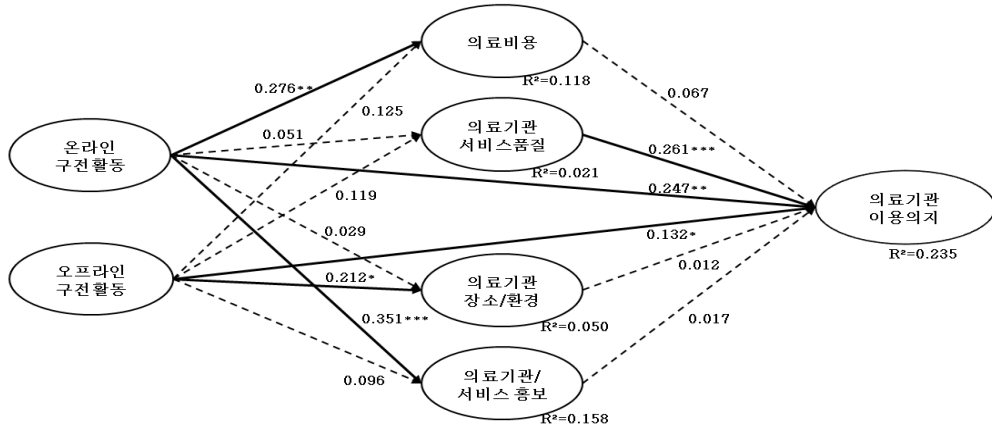 의료비용
R²=0.118
0.276**
0.125
0.067
0.051
의료기관
서비스품질
R²=0.021
0.261***
온라인
구전활동
0.119
0.247**
의료기관
이용의지
R²=0.235
0.029
0.132*
오프라인
구전활동
0.212*
의료기관
장소/환경
R²=0.050
0.012
0.351***
0.017
0.096
의료기관/
서비스 홍보
R²=0.158